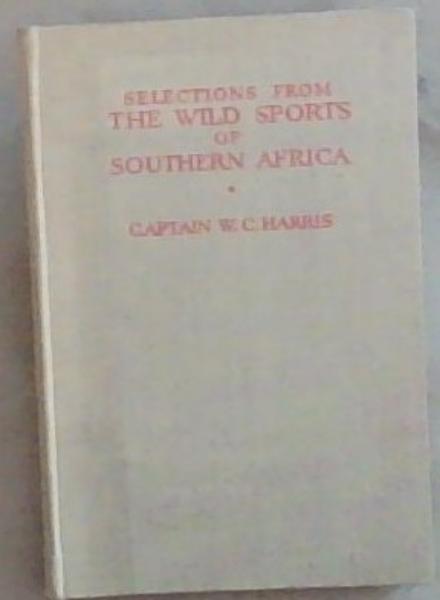 SELECTIONS FROM
THE WILD SPORTS
OF
SOUTHERN AFRICA
•
CAPTAIN W. C. HARRIS